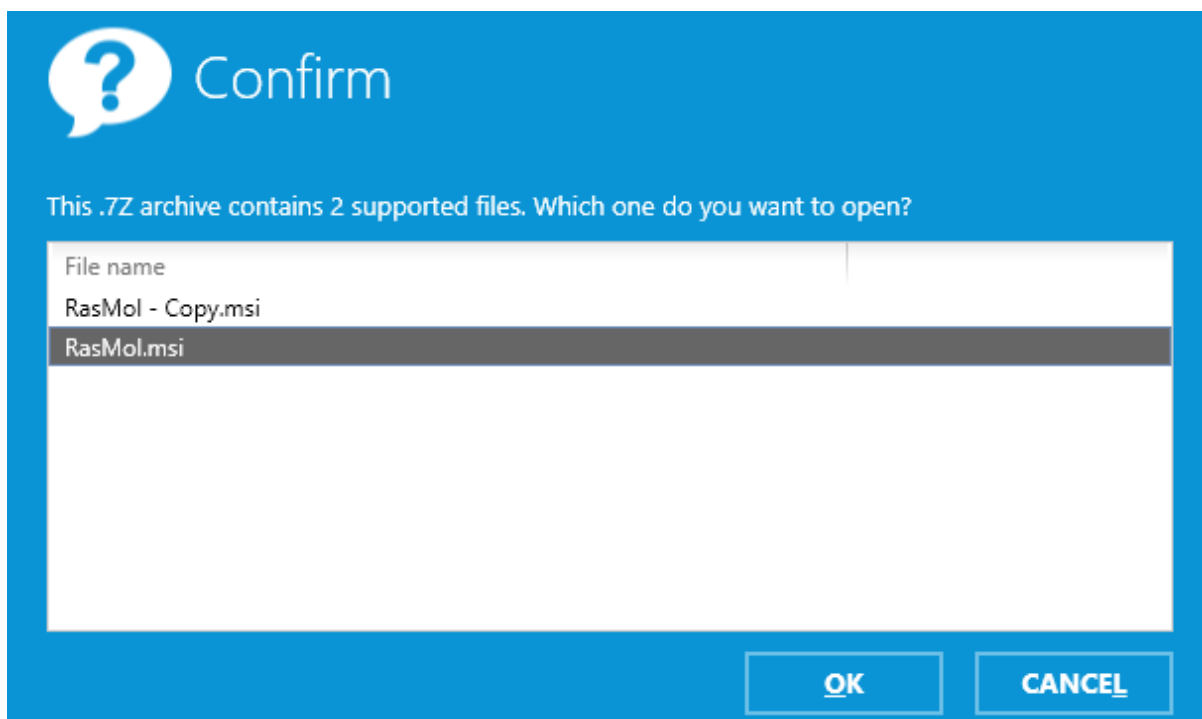 Confirm
This .7Z archive contains 2 supported files. Which one do you want to open?
File name
RasMol - Copy.msi
RasMol.msi
OK
CANCEL